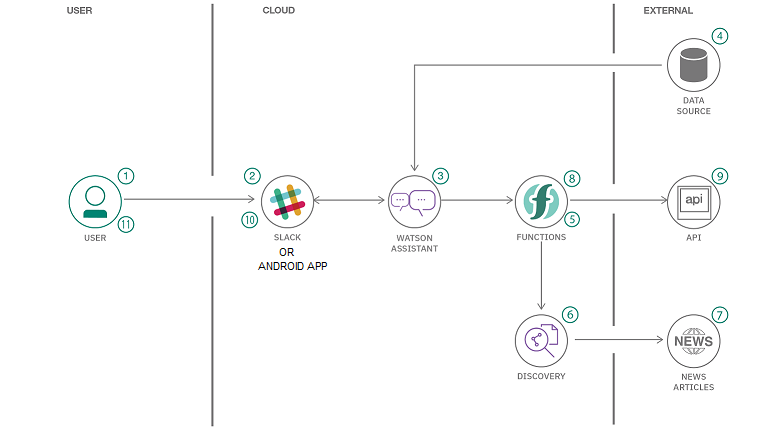 USER
CLOUD
EXTERNAL
4
DATA
SOURCE
1
2
3
8
9
api
11
10
5
USER
SLACK
OR
ANDROID APP
WATSON
ASSISTANT
FUNCTIONS
API
6
7
NEWS
DISCOVERY
NEWS
ARTICLES